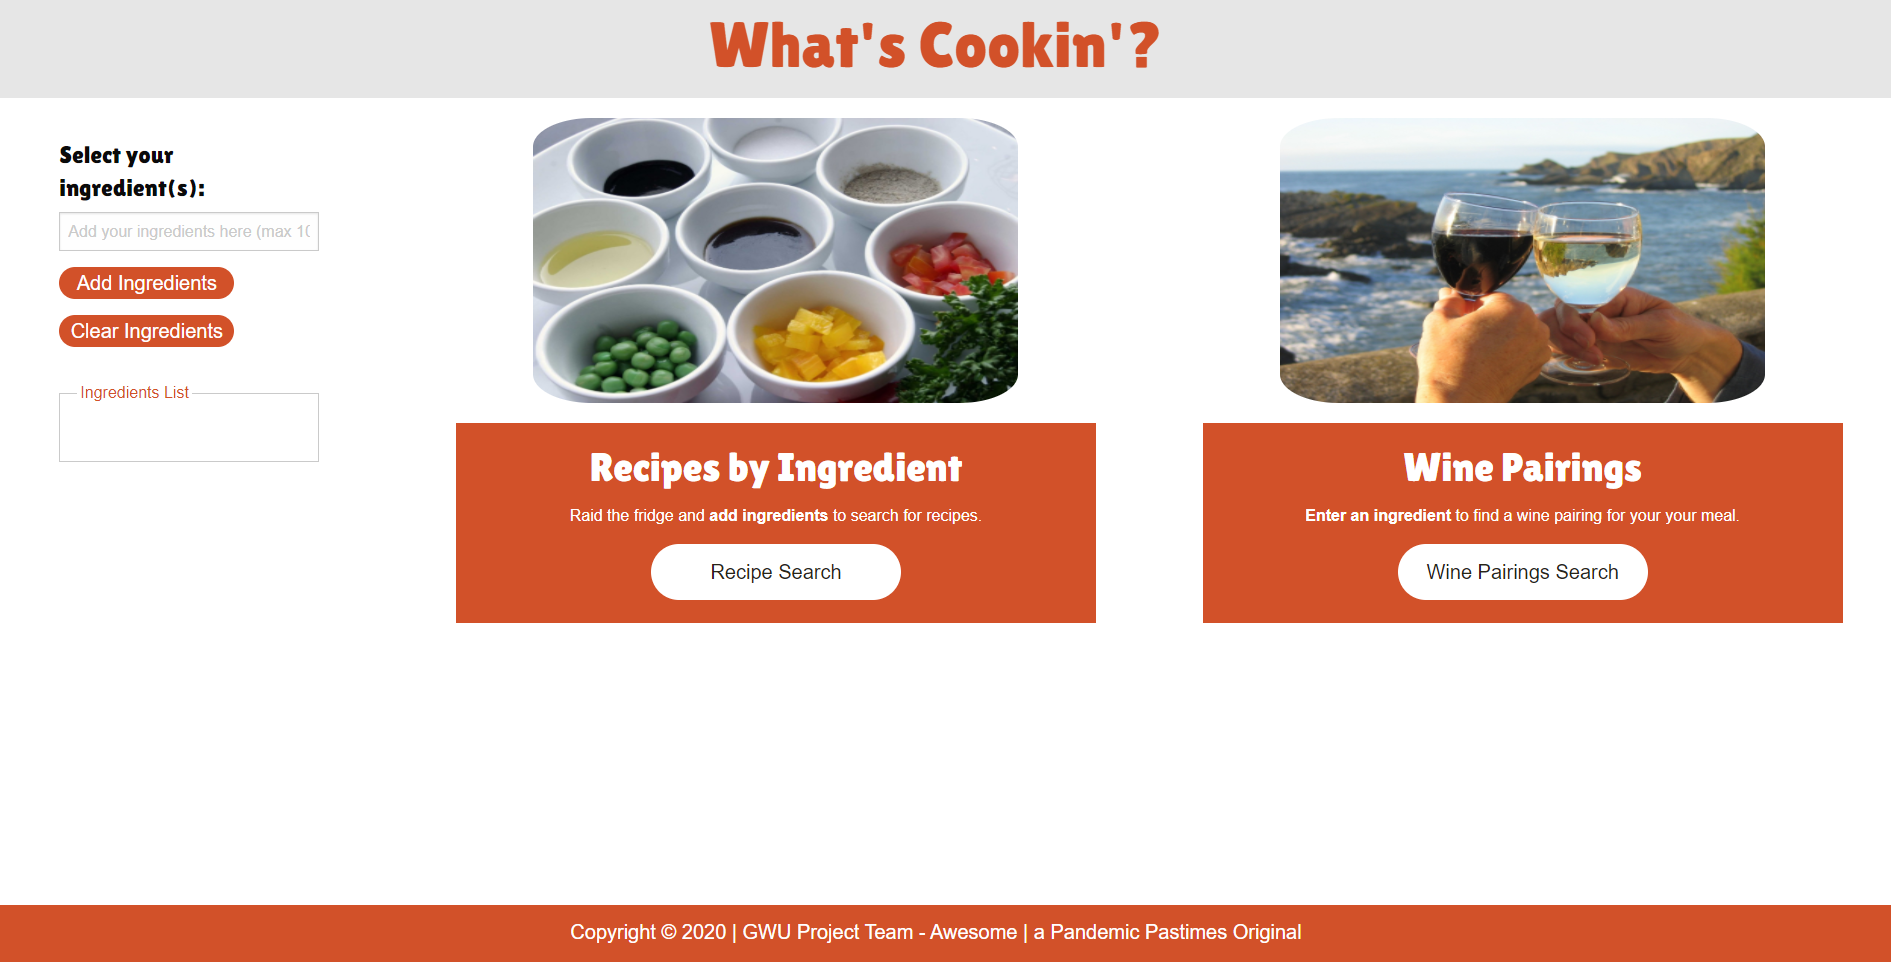 What's Cookin'?
Select your
ingredient(s):
Add your ingredients here (max 10
Add Ingredients
Clear Ingredients
Ingredients List
Recipes by Ingredient
Raid the fridge and add ingredients to search for recipes.
Recipe Search
Wine Pairings
Enter an ingredient to find a wine pairing for your your meal.
Wine Pairings Search
Copyright © 2020 | GWU Project Team - Awesome | a Pandemic Pastimes Original